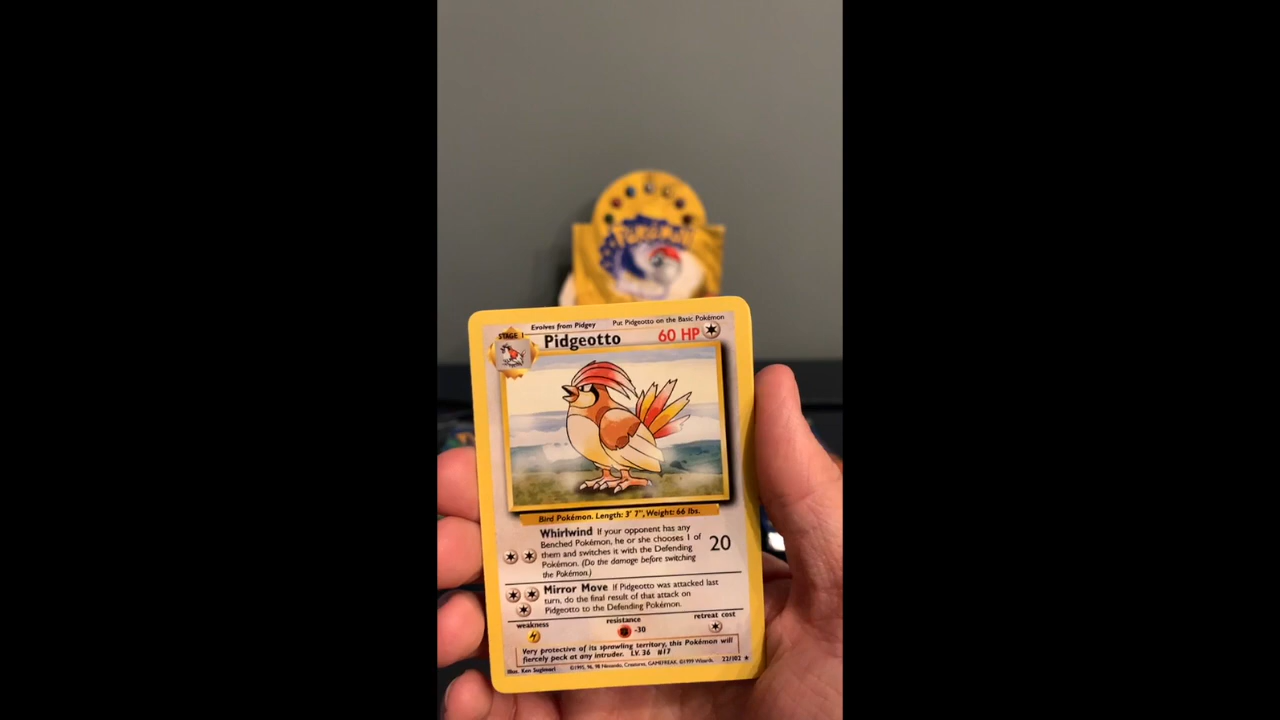 Pokémon
Evolves from Pidgey Put Pidgeotto on the Basic Pokémon
STAGE 1
Pidgeotto 60 HP
Bird Pokémon. Length: 3' 7", Weight: 66 lbs.
Whirlwind If your opponent has any
Benched Pokémon, he or she chooses 1 of
them and switches it with the Defending
Pokémon. (Do the damage before switching
the Pokémon.)
20
Mirror Move If Pidgeotto was attacked last
turn, do the final result of that attack on
Pidgeotto to the Defending Pokémon.
weakness resistance retreat cost
-30
Very protective of its sprawling territory, this Pokémon will
fiercely peck at any intruder. LV. 36 #17
Illus. Ken Sugimori ©1995, 96, 98 Nintendo, Creatures, GAMEFREAK. ©1999 Wizards. 22/102